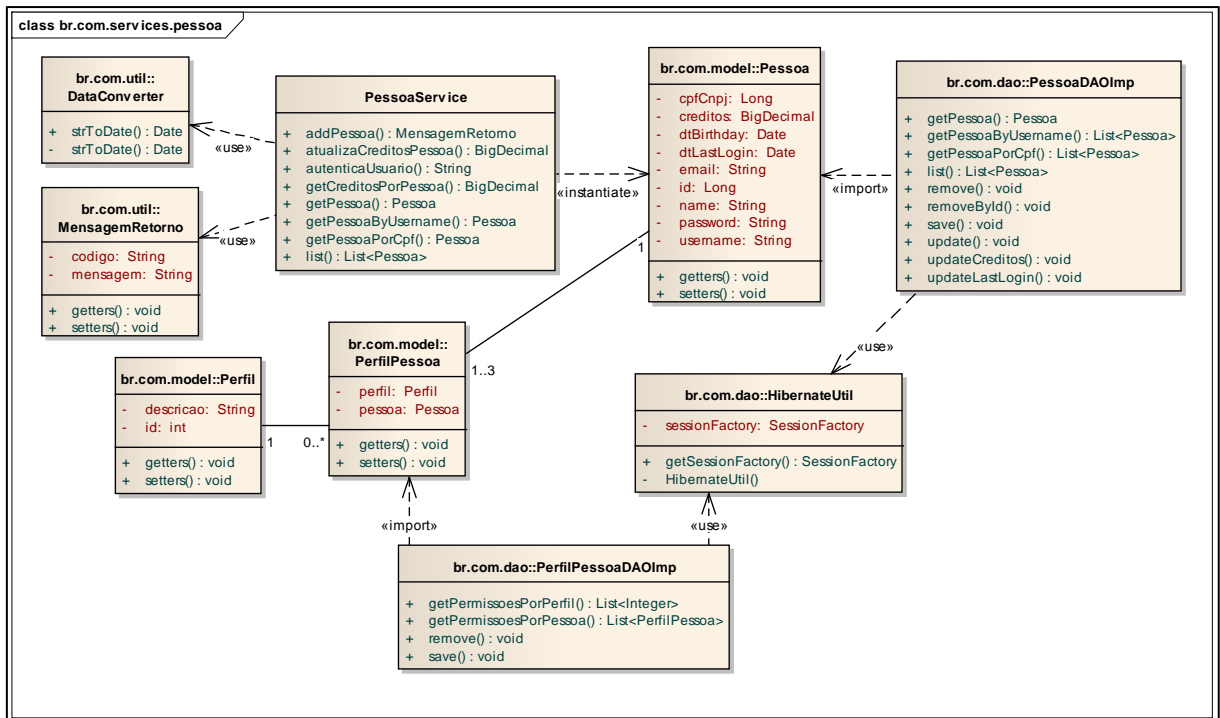 class br.com.services.pessoa
br.com.util::
DataConverter
+ strToDate() : Date
- strToDate() : Date
«use»
PessoaService
+ addPessoa() : MensagemRetorno
+ atualizaCreditosPessoa() : BigDecimal
+ autenticaUsuario() : String
+ getCreditosPorPessoa() : BigDecimal
+ getPessoa() : Pessoa
+ getPessoaByUsername() : Pessoa
+ getPessoaPorCpf() : Pessoa
+ list() : List<Pessoa>
«instantiate»
br.com.model::Pessoa
- cpfCnpj: Long
- creditos: BigDecimal
- dtBirthday: Date
- dtLastLogin: Date
- email: String
- id: Long
- name: String
- password: String
- username: String
+ getters() : void
+ setters() : void
«import»
br.com.dao::PessoaDAOImp
+ getPessoa() : Pessoa
+ getPessoaByUsername() : List<Pessoa>
+ getPessoaPorCpf() : List<Pessoa>
+ list() : List<Pessoa>
+ remove() : void
+ removeById() : void
+ save() : void
+ update() : void
+ updateCreditos() : void
+ updateLastLogin() : void
br.com.util::
MensagemRetorno
- codigo: String
- mensagem: String
+ getters() : void
+ setters() : void
«use»
1
1..3
«use»
br.com.model::Perfil
- descricao: String
- id: int
+ getters() : void
+ setters() : void
1
0..*
br.com.model::
PerfilPessoa
- perfil: Perfil
- pessoa: Pessoa
+ getters() : void
+ setters() : void
br.com.dao::HibernateUtil
- sessionFactory: SessionFactory
+ getSessionFactory() : SessionFactory
- HibernateUtil()
«import»
«use»
br.com.dao::PerfilPessoaDAOImp
+ getPermissoesPorPerfil() : List<Integer>
+ getPermissoesPorPessoa() : List<PerfilPessoa>
+ remove() : void
+ save() : void